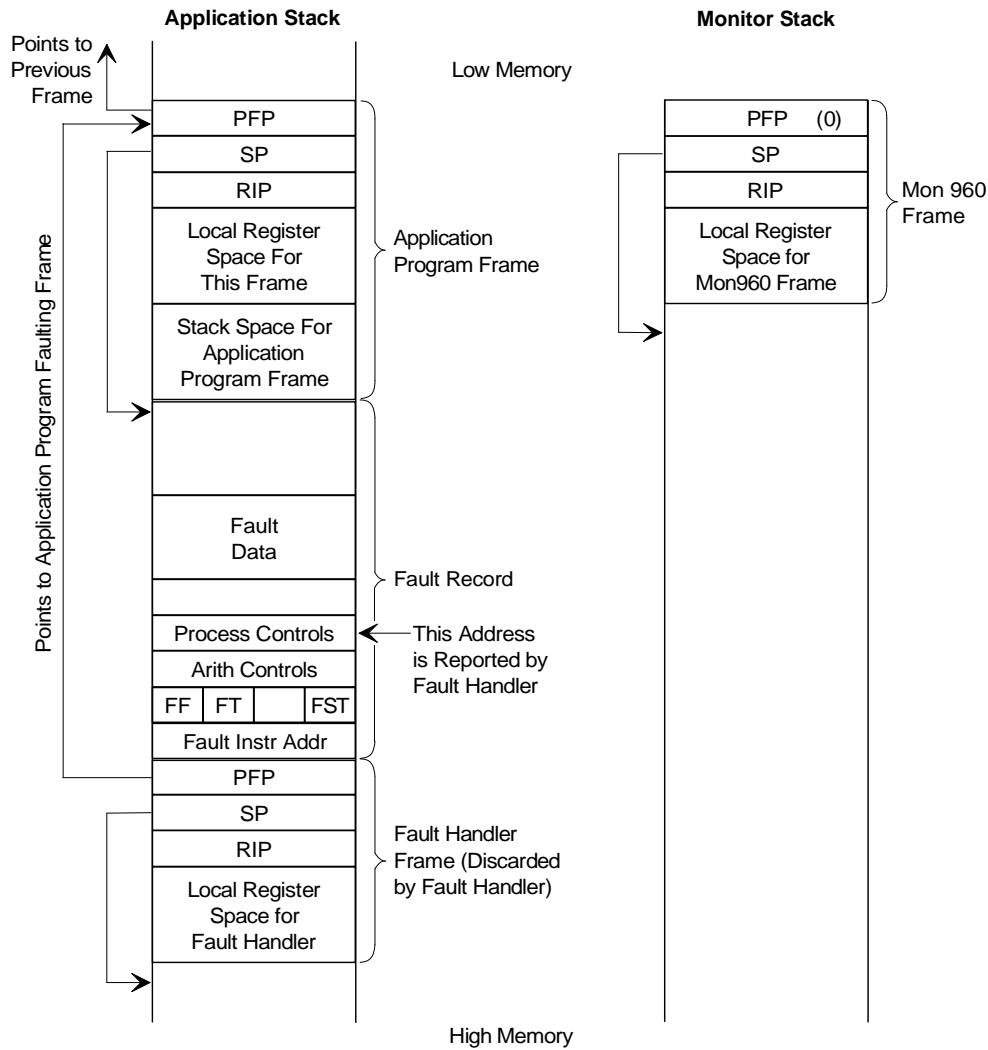 Application Stack
Monitor Stack
Points to
Previous
Frame
Low Memory
PFP
SP
RIP
Local Register
Space For
This Frame
Stack Space For
Application
Program Frame
Application
Program Frame
PFP (0)
SP
RIP
Local Register
Space for
Mon960 Frame
Mon 960
Frame
Points to Application Program Faulting Frame
Fault
Data
Fault Record
Process Controls
This Address
is Reported by
Fault Handler
Arith Controls
FF FT FST
Fault Instr Addr
PFP
SP
RIP
Local Register
Space for
Fault Handler
Fault Handler
Frame (Discarded
by Fault Handler)
High Memory